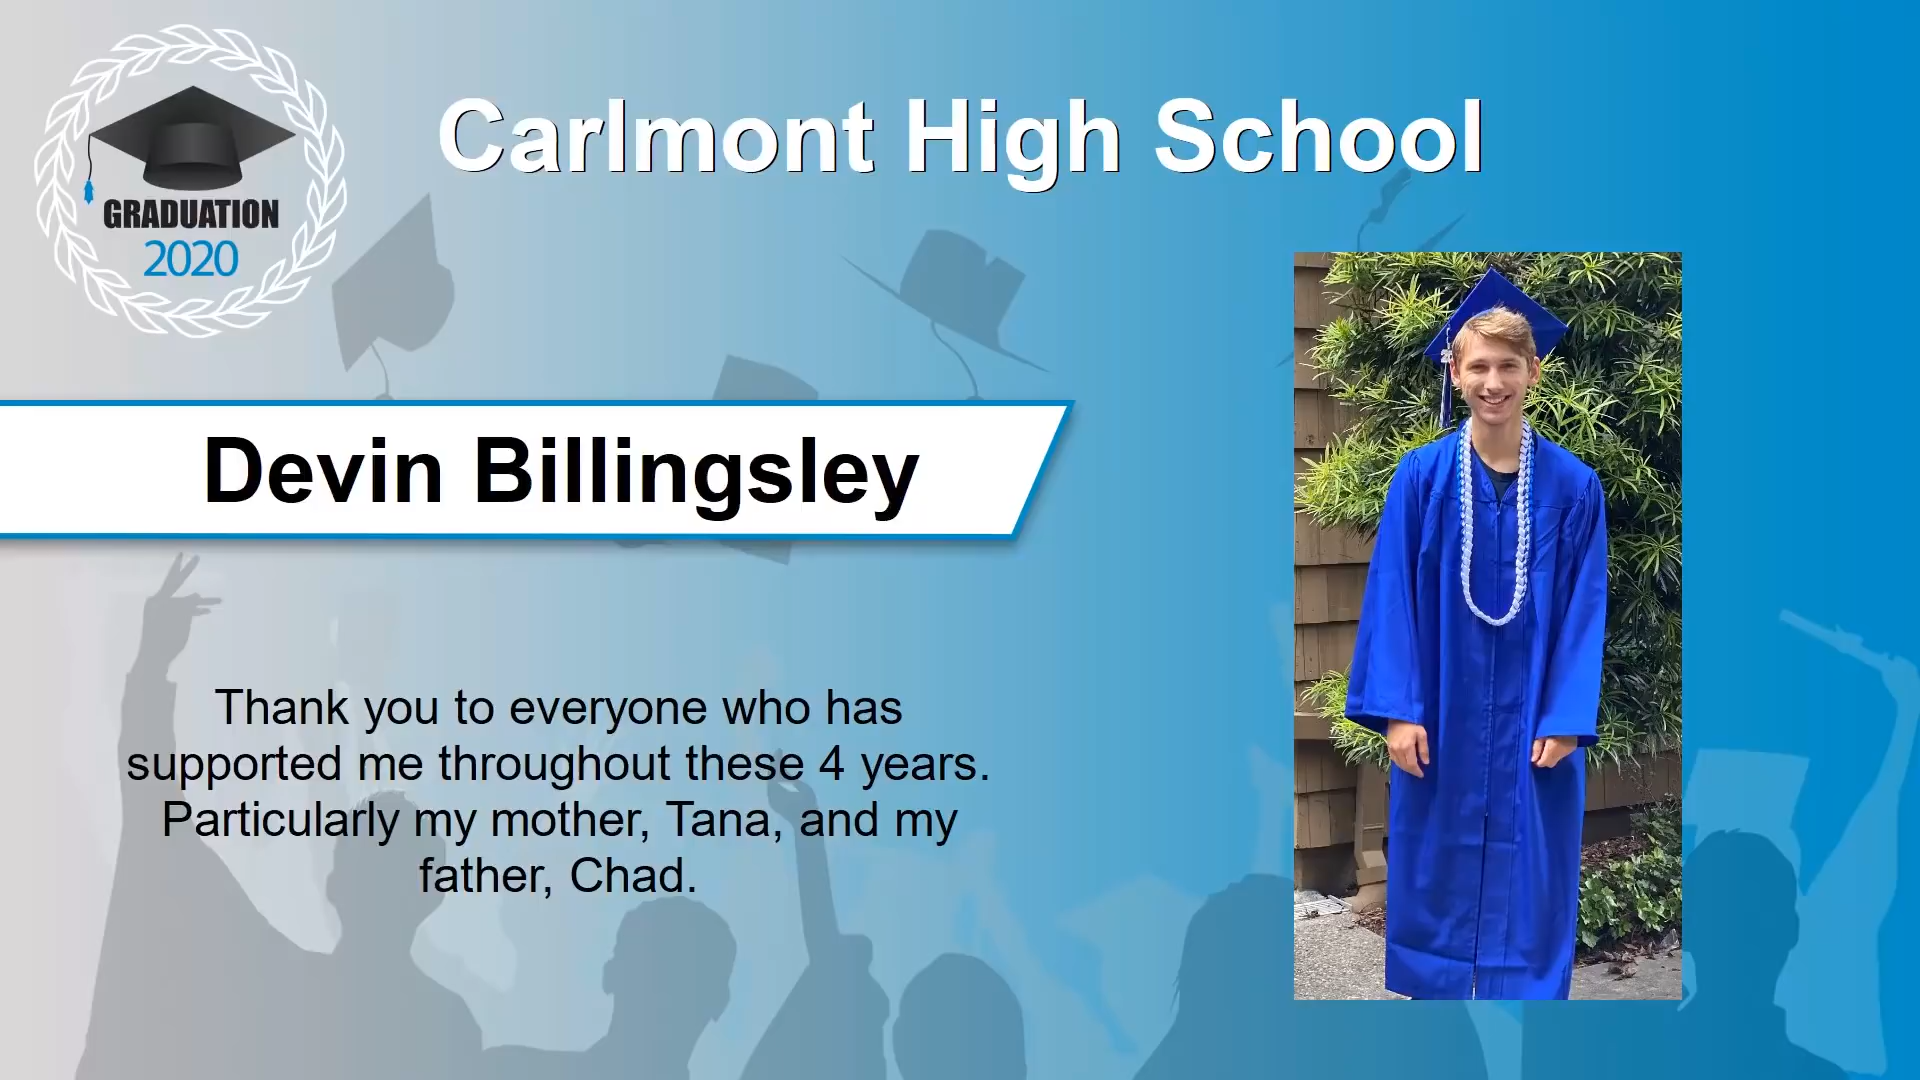 Carlmont High School
GRADUATION
2020
Devin Billingsley
Thank you to everyone who has
supported me throughout these 4 years.
Particularly my mother, Tana, and my
father, Chad.